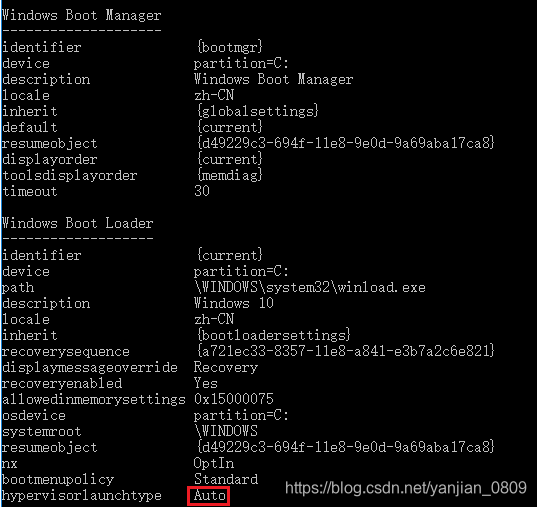 Windows Boot Manager
--------------------
identifier              {bootmgr}
device                  partition=C:
description             Windows Boot Manager
locale                  zh-CN
inherit                 {globalsettings}
default                 {current}
resumeobject            {d49229c3-694f-11e8-9e0d-9a69aba17ca8}
displayorder            {current}
toolsdisplayorder       {memdiag}
timeout                 30
Windows Boot Loader
-------------------
identifier              {current}
device                  partition=C:
path                    \WINDOWS\system32\winload.exe
description             Windows 10
locale                  zh-CN
inherit                 {bootloadersettings}
recoverysequence        {a721ec33-8357-11e8-a841-e3b7a2c6e821}
displaymessageoverride  Recovery
recoveryenabled         Yes
allowedinmemorysettings 0x15000075
osdevice                partition=C:
systemroot              \WINDOWS
resumeobject            {d49229c3-694f-11e8-9e0d-9a69aba17ca8}
nx                      OptIn
bootmenupolicy          Standard
hypervisorlaunchtype    Auto
https://blog.csdn.net/yanjian_0809